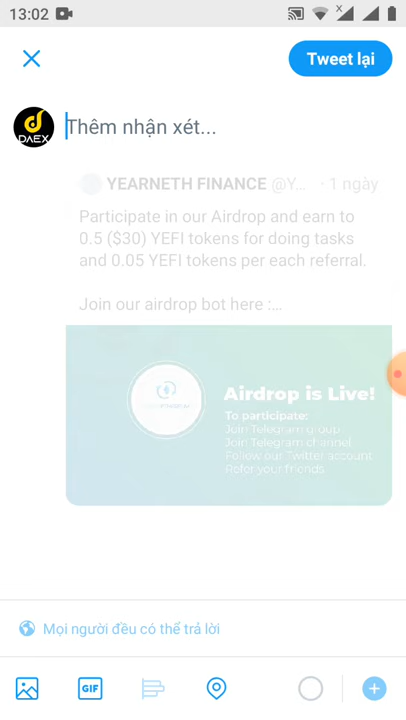 13:02
Tweet lại
DAEX
Thêm nhận xét...
YEARNETH FINANCE @Y... · 1 ngày
Participate in our Airdrop and earn to
0.5 ($30) YEFI tokens for doing tasks
and 0.05 YEFI tokens per each referral.
Join our airdrop bot here :...
Airdrop is Live!
To participate:
Join Telegram group
Join Telegram channel
Follow our Twitter account
Refer your friends
Mọi người đều có thể trả lời
GIF